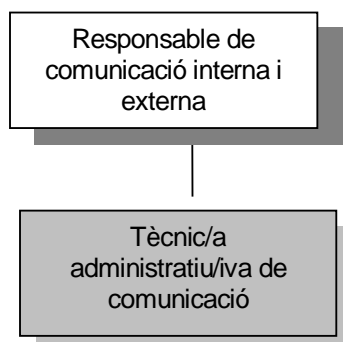 Responsable de
comunicació interna i
externa
Tècnic/a
administratiu/iva de
comunicació